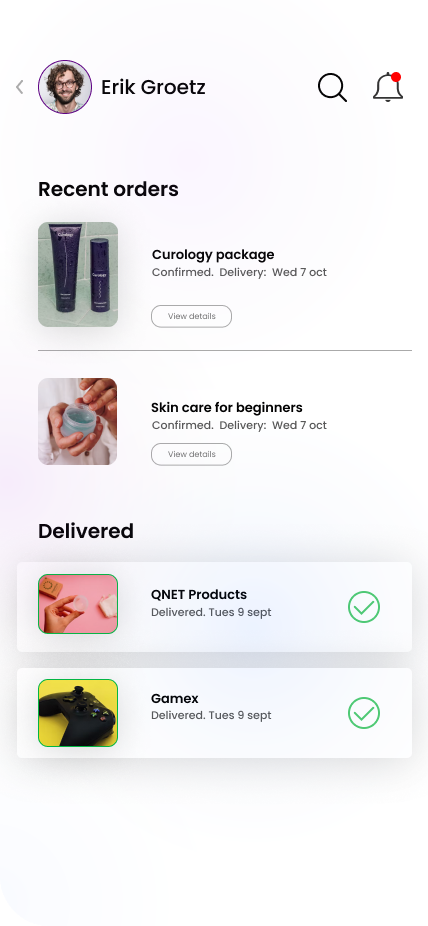 Erik Groetz
Recent orders
Curology
Curology
Curology package
Confirmed. Delivery: Wed 7 oct
View details
Skin care for beginners
Confirmed. Delivery: Wed 7 oct
View details
Delivered
QNET Products
Delivered. Tues 9 sept
Gamex
Delivered. Tues 9 sept